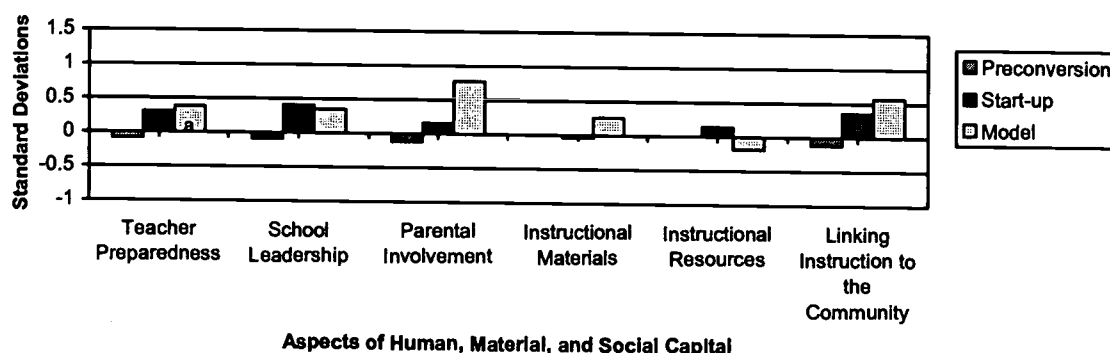 Standard Deviations
1.5
1
0.5
0
-0.5
-1
a
Teacher
Preparedness
School
Leadership
Parental
Involvement
Instructional
Materials
Instructional
Resources
Linking
Instruction to
the
Community
Aspects of Human, Material, and Social Capital
Preconversion
Start-up
Model